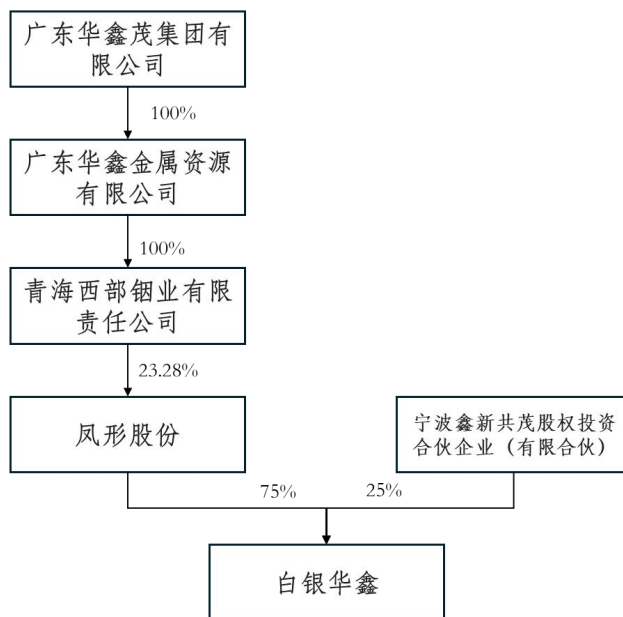 广东华鑫茂集团有
限公司
100%
广东华鑫金属资源
有限公司
100%
青海西部铟业有限
责任公司
23.28%
凤形股份
宁波鑫新共茂股权投资
合伙企业（有限合伙）
75%
25%
白银华鑫